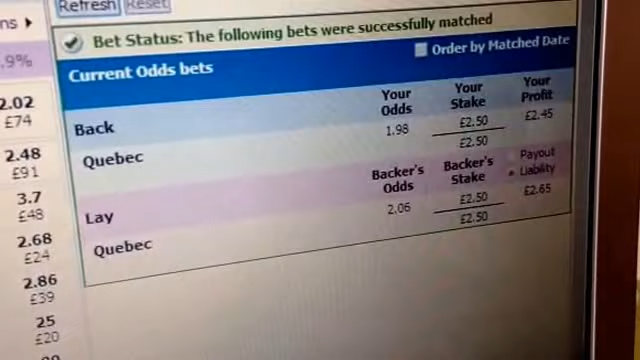 Refresh Reset
ns
Bet Status: The following bets were successfully matched
.9%
Current Odds bets
Order by Matched Date
2.02
£74
Back
Your Odds
Your Stake
Your Profit
Quebec
1.98
£2.50
£2.45
£2.50
2.48
£91
3.7
£48
Lay
Backer's Odds
Backer's Stake
Payout
Liability
Quebec
2.06
£2.50
£2.65
£2.50
2.68
£24
2.86
£39
25
£20